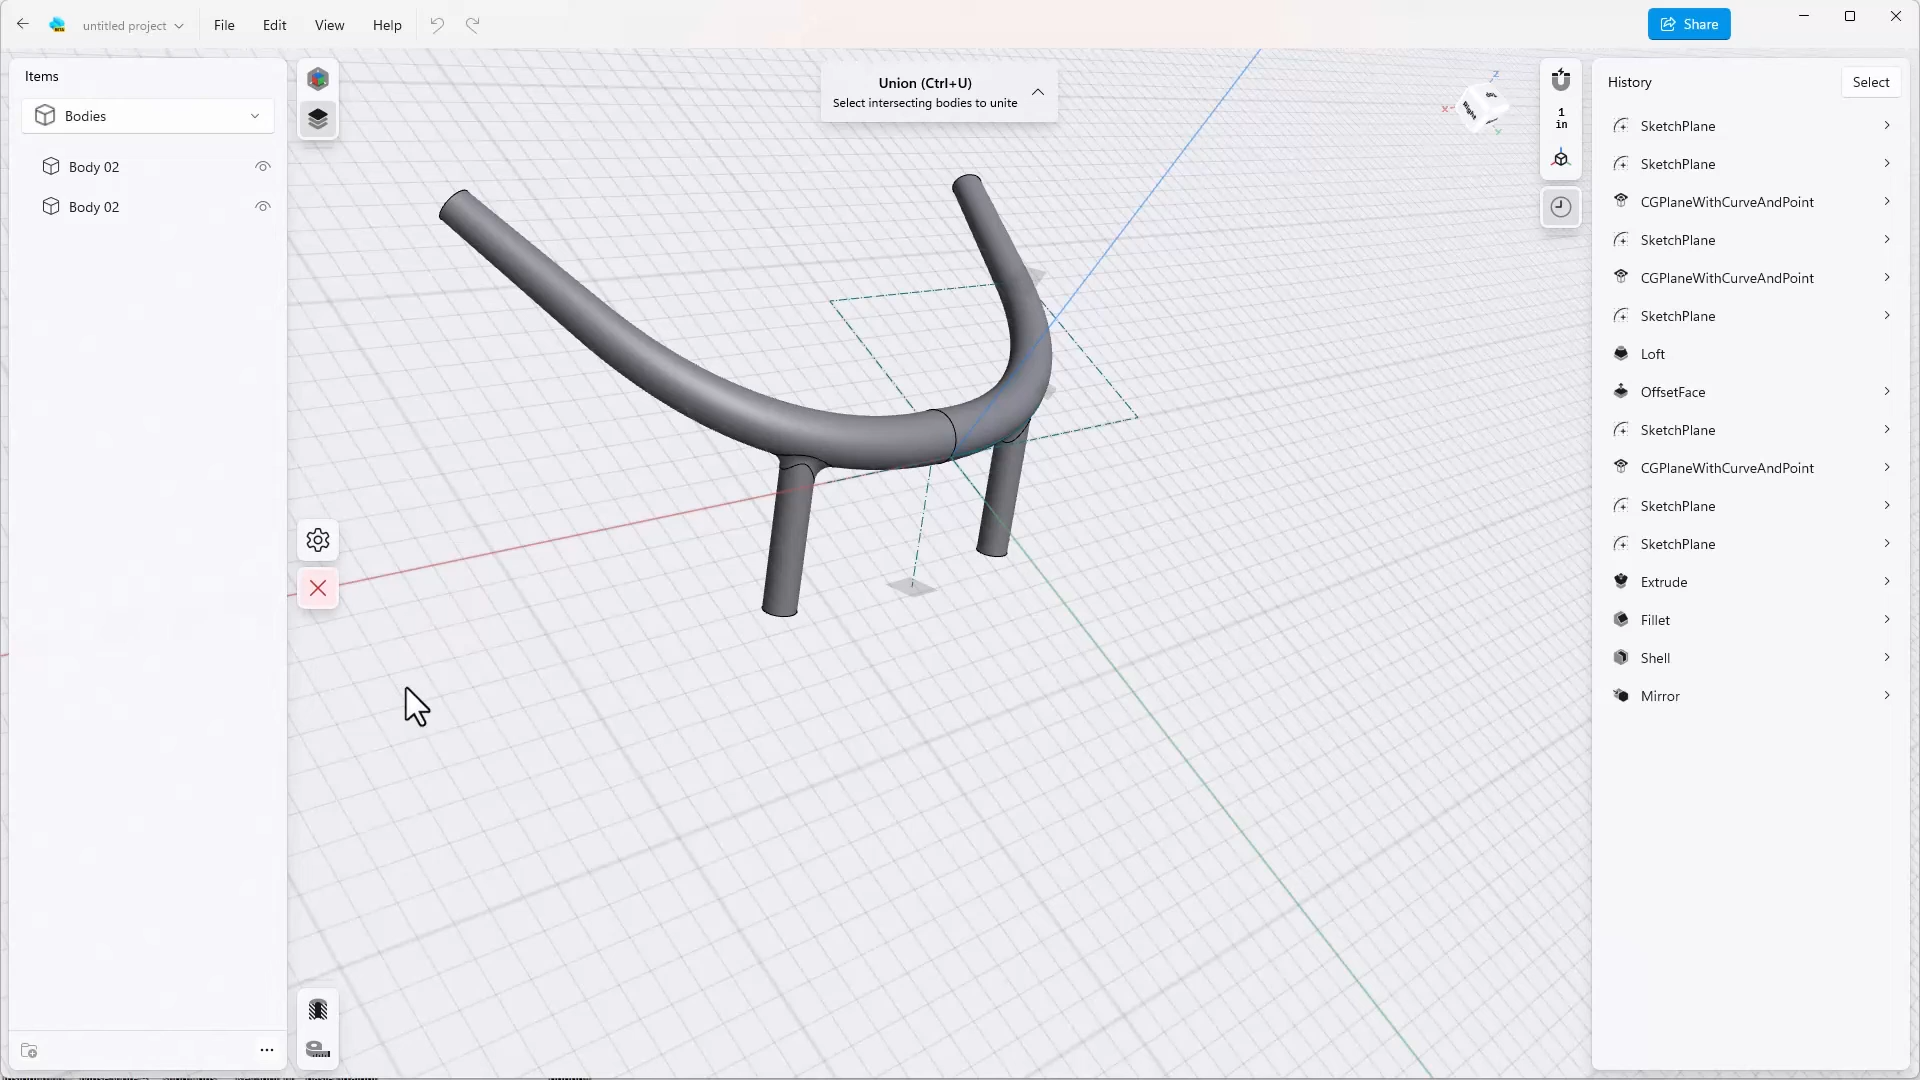 untitled project
File
Edit
View
Help
Share
Items
Bodies
Body 02
Body 02
Union (Ctrl+U)
Select intersecting bodies to unite
Z
X
Y
Right
1
in
History
Select
SketchPlane
SketchPlane
CGPlaneWithCurveAndPoint
SketchPlane
CGPlaneWithCurveAndPoint
SketchPlane
Loft
OffsetFace
SketchPlane
CGPlaneWithCurveAndPoint
SketchPlane
SketchPlane
Extrude
Fillet
Shell
Mirror